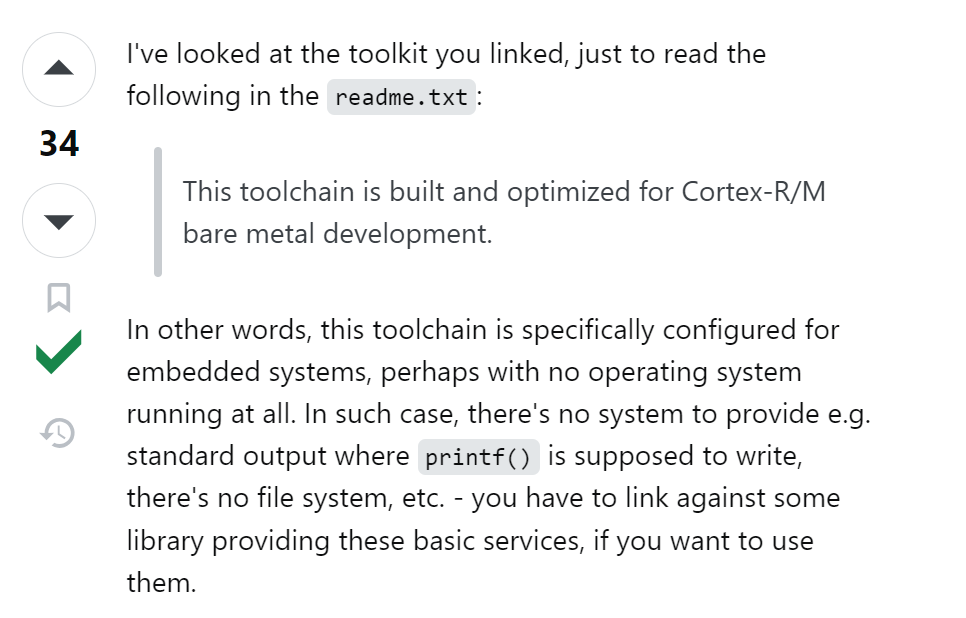 I've looked at the toolkit you linked, just to read the
following in the readme.txt:
34
This toolchain is built and optimized for Cortex-R/M
bare metal development.
In other words, this toolchain is specifically configured for
embedded systems, perhaps with no operating system
running at all. In such case, there's no system to provide e.g.
standard output where printf() is supposed to write,
there's no file system, etc. - you have to link against some
library providing these basic services, if you want to use
them.